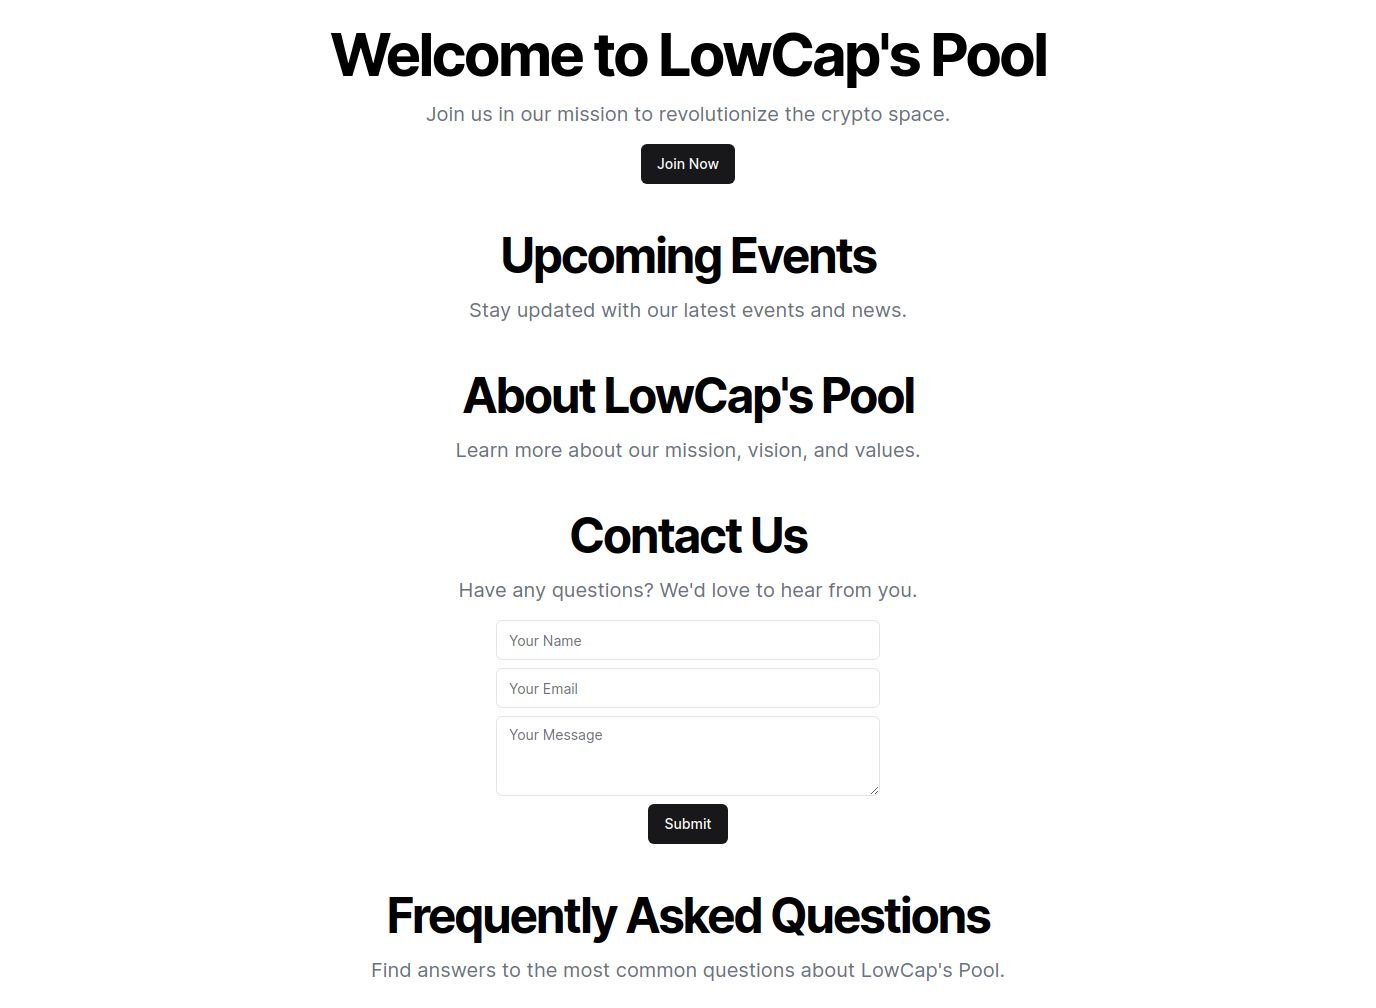 Welcome to LowCap's Pool
Join us in our mission to revolutionize the crypto space.
Join Now
Upcoming Events
Stay updated with our latest events and news.
About LowCap's Pool
Learn more about our mission, vision, and values.
Contact Us
Have any questions? We'd love to hear from you.
Your Name
Your Email
Your Message
Submit
Frequently Asked Questions
Find answers to the most common questions about LowCap's Pool.